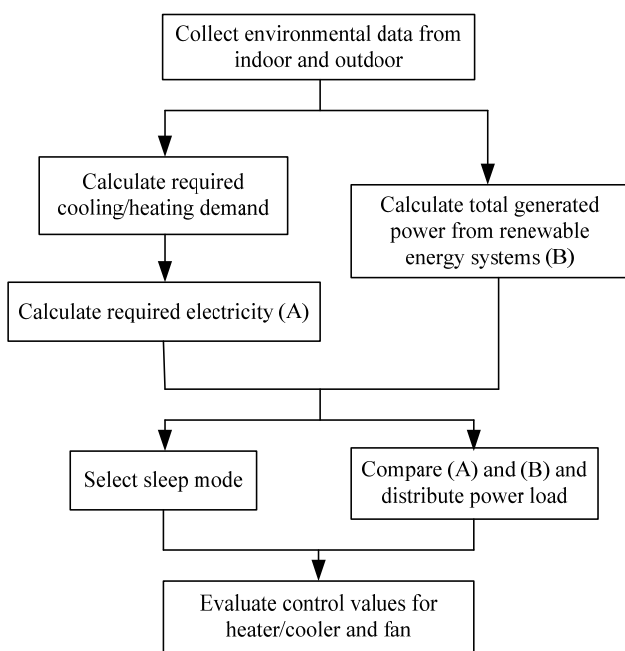 Collect environmental data from
indoor and outdoor
Calculate required
cooling/heating demand
Calculate total generated
power from renewable
energy systems (B)
Calculate required electricity (A)
Select sleep mode
Compare (A) and (B) and
distribute power load
Evaluate control values for
heater/cooler and fan